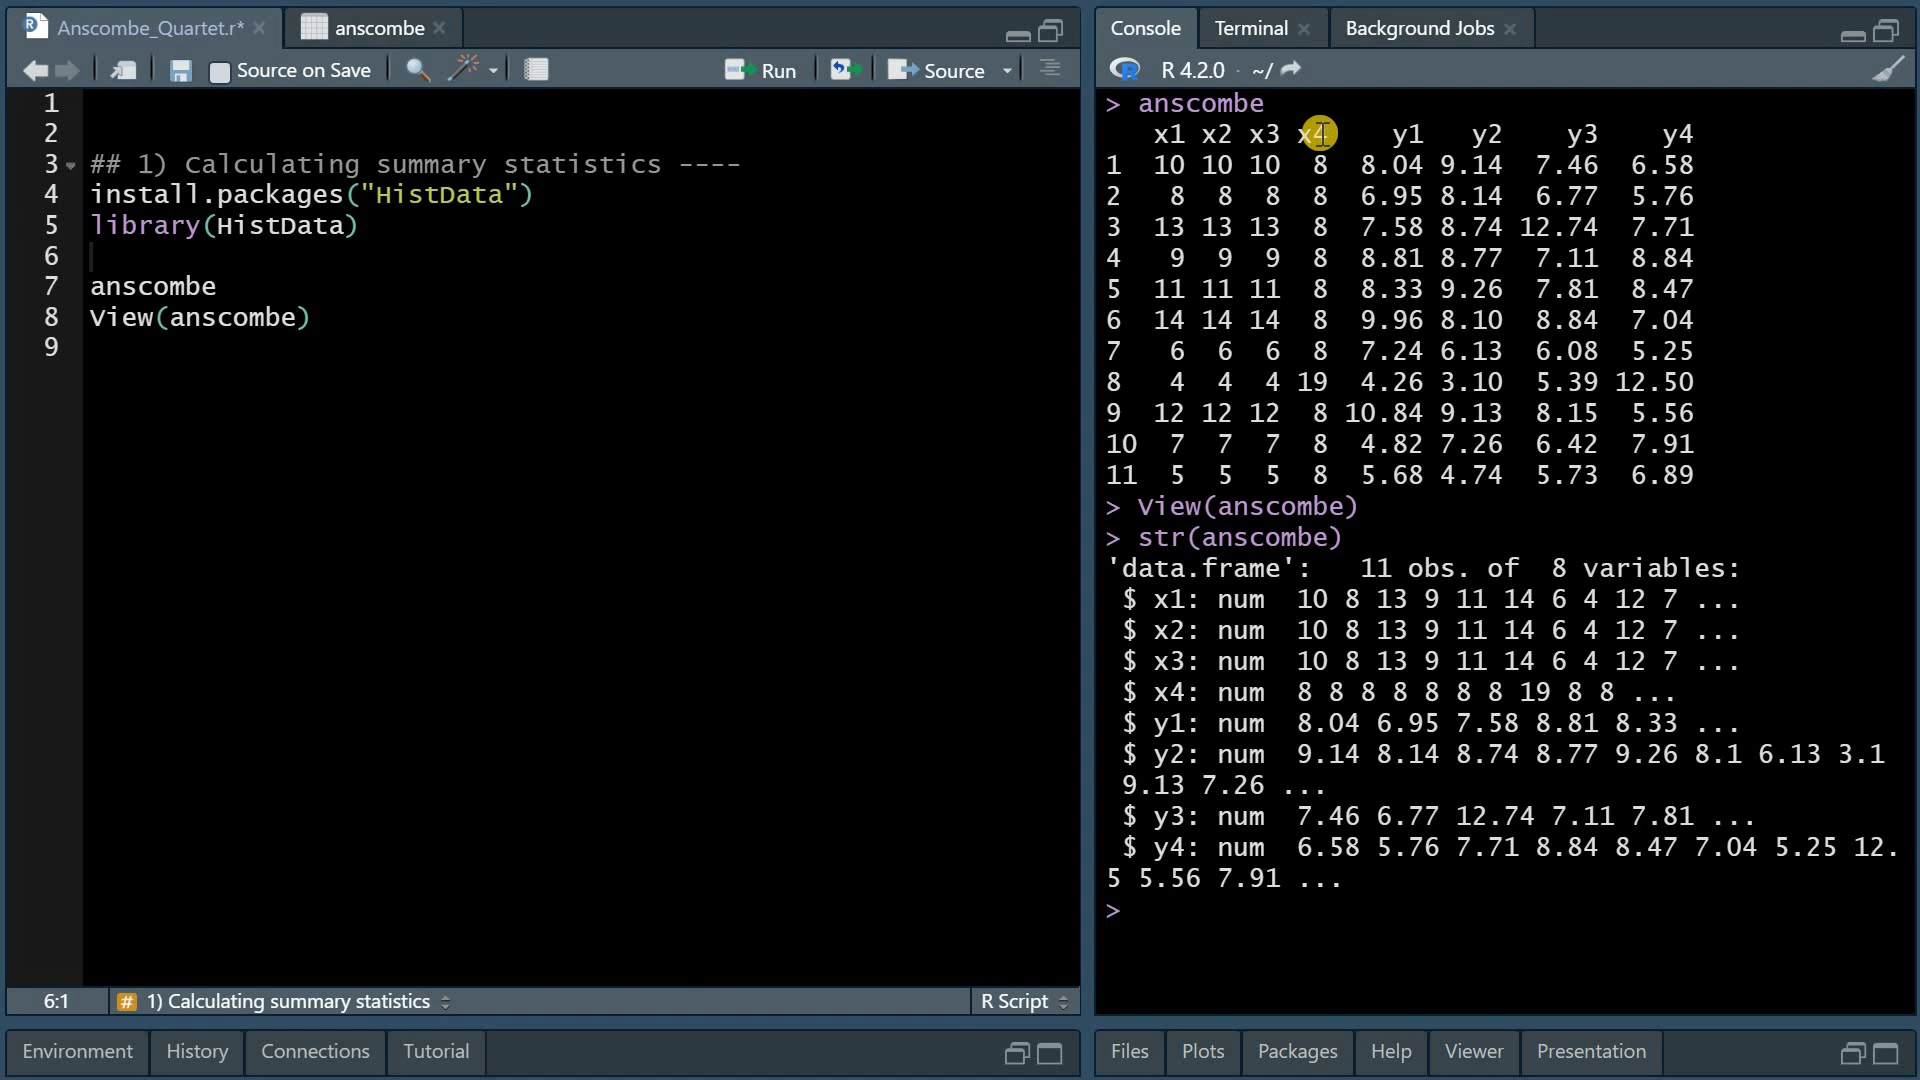 Anscombe_Quartet.r*
anscombe
Source on Save
Run
Source
1
2
3 ## 1) Calculating summary statistics ----
4 install.packages("HistData")
5 library(HistData)
6
7 anscombe
8 View(anscombe)
9
6:1 # 1) Calculating summary statistics R Script
Environment History Connections Tutorial
Console Terminal Background Jobs
R R 4.2.0 · ~/
> anscombe
x1 x2 x3 x4 y1 y2 y3 y4
1 10 10 10 8 8.04 9.14 7.46 6.58
2 8 8 8 8 6.95 8.14 6.77 5.76
3 13 13 13 8 7.58 8.74 12.74 7.71
4 9 9 9 8 8.81 8.77 7.11 8.84
5 11 11 11 8 8.33 9.26 7.81 8.47
6 14 14 14 8 9.96 8.10 8.84 7.04
7 6 6 6 8 7.24 6.13 6.08 5.25
8 4 4 4 19 4.26 3.10 5.39 12.50
9 12 12 12 8 10.84 9.13 8.15 5.56
10 7 7 7 8 4.82 7.26 6.42 7.91
11 5 5 5 8 5.68 4.74 5.73 6.89
> View(anscombe)
> str(anscombe)
'data.frame': 11 obs. of 8 variables:
$ x1: num 10 8 13 9 11 14 6 4 12 7 ...
$ x2: num 10 8 13 9 11 14 6 4 12 7 ...
$ x3: num 10 8 13 9 11 14 6 4 12 7 ...
$ x4: num 8 8 8 8 8 8 8 19 8 8 ...
$ y1: num 8.04 6.95 7.58 8.81 8.33 ...
$ y2: num 9.14 8.14 8.74 8.77 9.26 8.1 6.13 3.1
9.13 7.26 ...
$ y3: num 7.46 6.77 12.74 7.11 7.81 ...
$ y4: num 6.58 5.76 7.71 8.84 8.47 7.04 5.25 12.
5 5.56 7.91 ...
>
Files Plots Packages Help Viewer Presentation